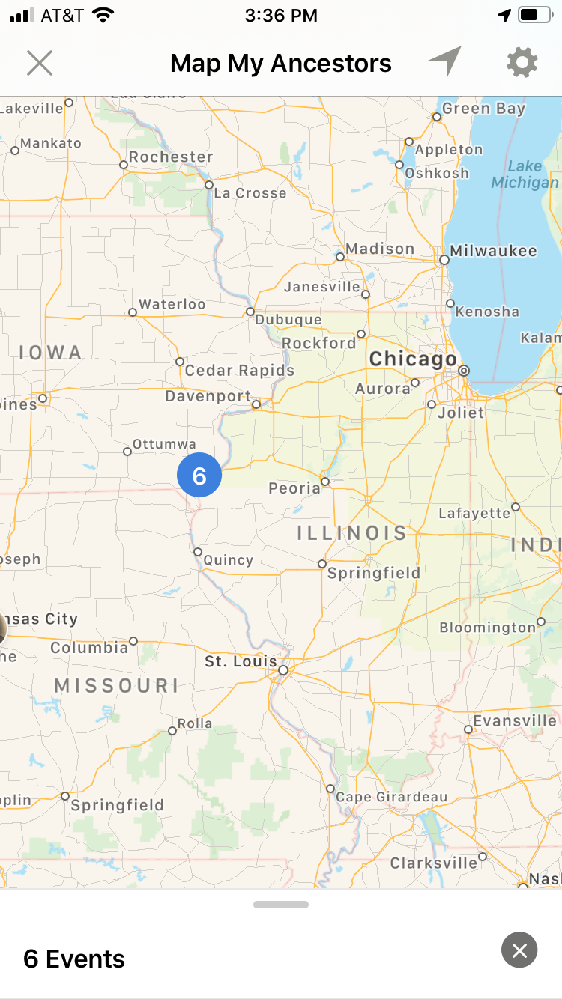 AT&T 3:36 PM
Map My Ancestors
Eau Claire
Lakeville
Green Bay
Mankato
Appleton
Rochester
Oshkosh
Lake
Michigan
La Crosse
Madison
Milwaukee
Janesville
Waterloo
Kenosha
Dubuque
Rockford
Kalam
IOWA
Chicago
Cedar Rapids
Aurora
Davenport
oines
Joliet
Ottumwa
6
Peoria
Lafayette
ILLINOIS
INDI
oseph
Quincy
Springfield
nsas City
Bloomington
Columbia
he
St. Louis
MISSOURI
Evansville
Rolla
Cape Girardeau
oplin
Springfield
Clarksville
Nas
6 Events